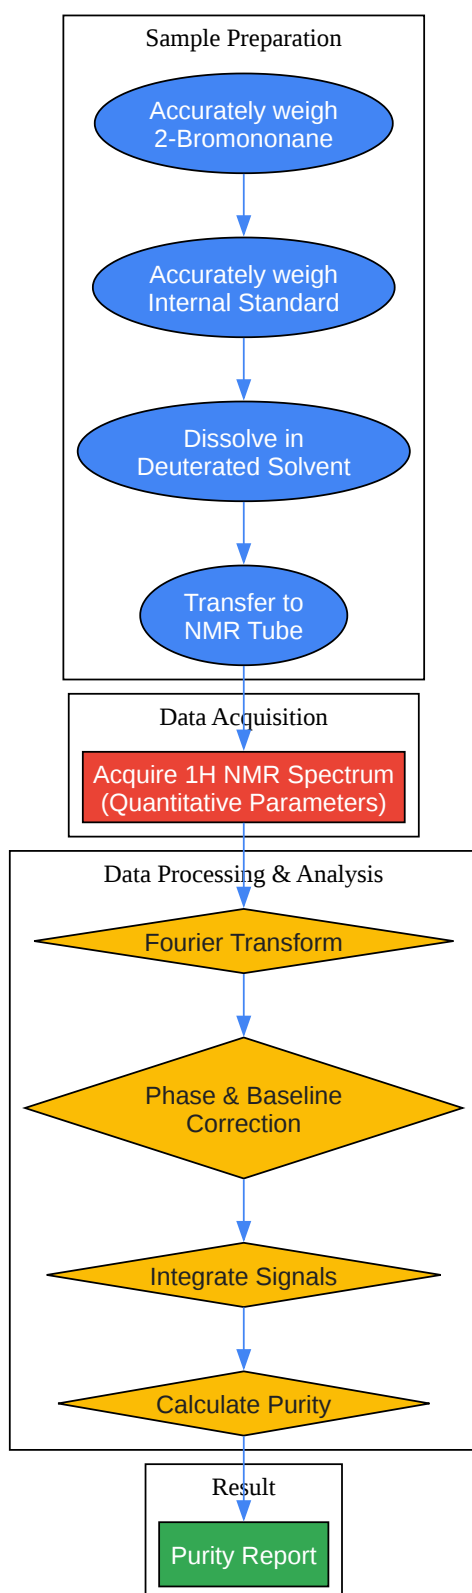 Sample Preparation
Accurately weigh
2-Bromononane
Accurately weigh
Internal Standard
Dissolve in
Deuterated Solvent
Transfer to
NMR Tube
Data Acquisition
Acquire 1H NMR Spectrum
(Quantitative Parameters)
Data Processing & Analysis
Fourier Transform
Phase & Baseline
Correction
Integrate Signals
Calculate Purity
Result
Purity Report